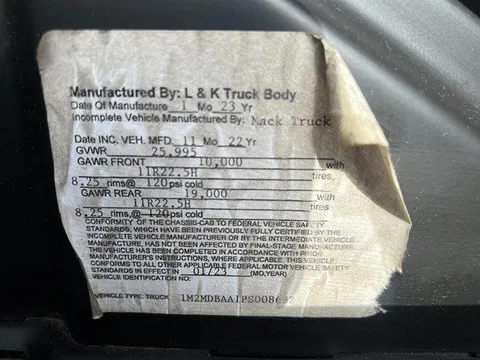 Manufactured By: L & K Truck Body
Date Of Manufacture 1 Mo 23 Yr
Incomplete Vehicle Manufactured By: Mack Truck
Date INC. VEH. MFD. 11 Mo 22 Yr
GVWR 25,995
GAWR FRONT 10,000 with
11R22.5H tires,
8.25 rims@ 120 psi cold
GAWR REAR 19,000 with
11R22.5H tires,
8.25 rims@ 120 psi cold
CONFORMITY OF THE CHASSIS-CAB TO FEDERAL VEHICLE SAFETY
STANDARDS, WHICH HAVE BEEN PREVIOUSLY FULLY CERTIFIED BY THE
INCOMPLETE VEHICLE MANUFACTURER OR BY THE INTERMEDIATE VEHICLE
MANUFACTURER, HAS NOT BEEN AFFECTED BY FINAL-STAGE MANUFACTURER.
THE VEHICLE HAS BEEN COMPLETED IN ACCORDANCE WITH PRIOR
MANUFACTURERS INSTRUCTIONS, WHERE APPLICABLE. THIS VEHICLE
CONFORMS TO ALL OTHER APPLICABLE FEDERAL MOTOR VEHICLE SAFETY
STANDARDS IN EFFECT IN 01/23 (MO,YEAR)
VEHICLE IDENTIFICATION NO:
VEHICLE TYPE: TRUCK